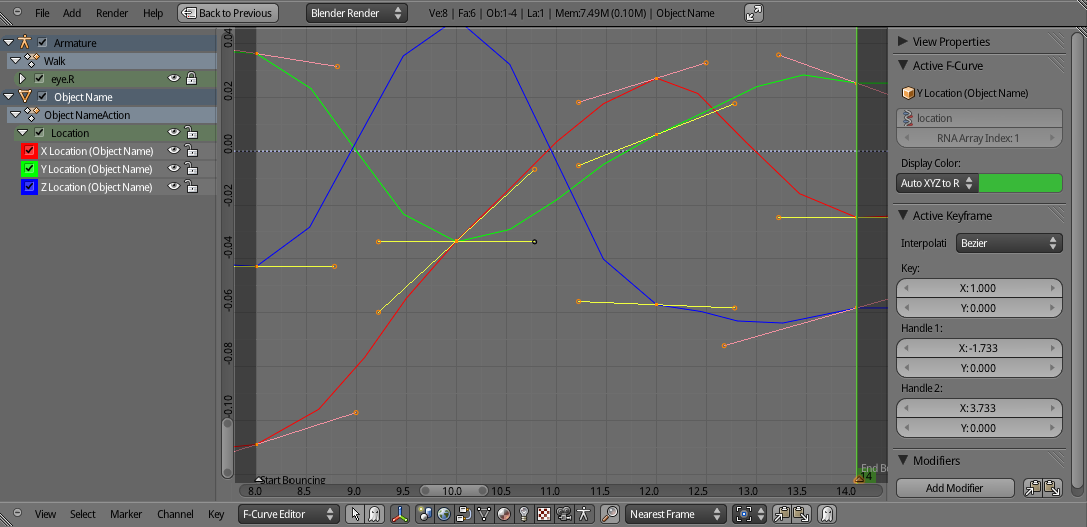 File Add Render Help Back to Previous Blender Render Ve:8 | Fa:6 | Ob:1-4 | La:1 | Mem:7.49M (0.10M) | Object Name
Armature
Walk
eye.R
Object Name
Object NameAction
Location
X Location (Object Name)
Y Location (Object Name)
Z Location (Object Name)
0.04
0.02
0.00
-0.02
-0.04
-0.06
-0.08
-0.10
Start Bouncing
End B
14
8.0 9.0 9.5 10.0 10.5 11.0 11.5 12.0 12.5 13.0 13.5 14.0
View Properties
Active F-Curve
Y Location (Object Name)
location
RNA Array Index: 1
Display Color:
Auto XYZ to R
Active Keyframe
Interpolati Bezier
Key:
X: 1.000
Y: 0.000
Handle 1:
X: -1.733
Y: 0.000
Handle 2:
X: 3.733
Y: 0.000
Modifiers
Add Modifier
View Select Marker Channel Key F-Curve Editor Nearest Frame